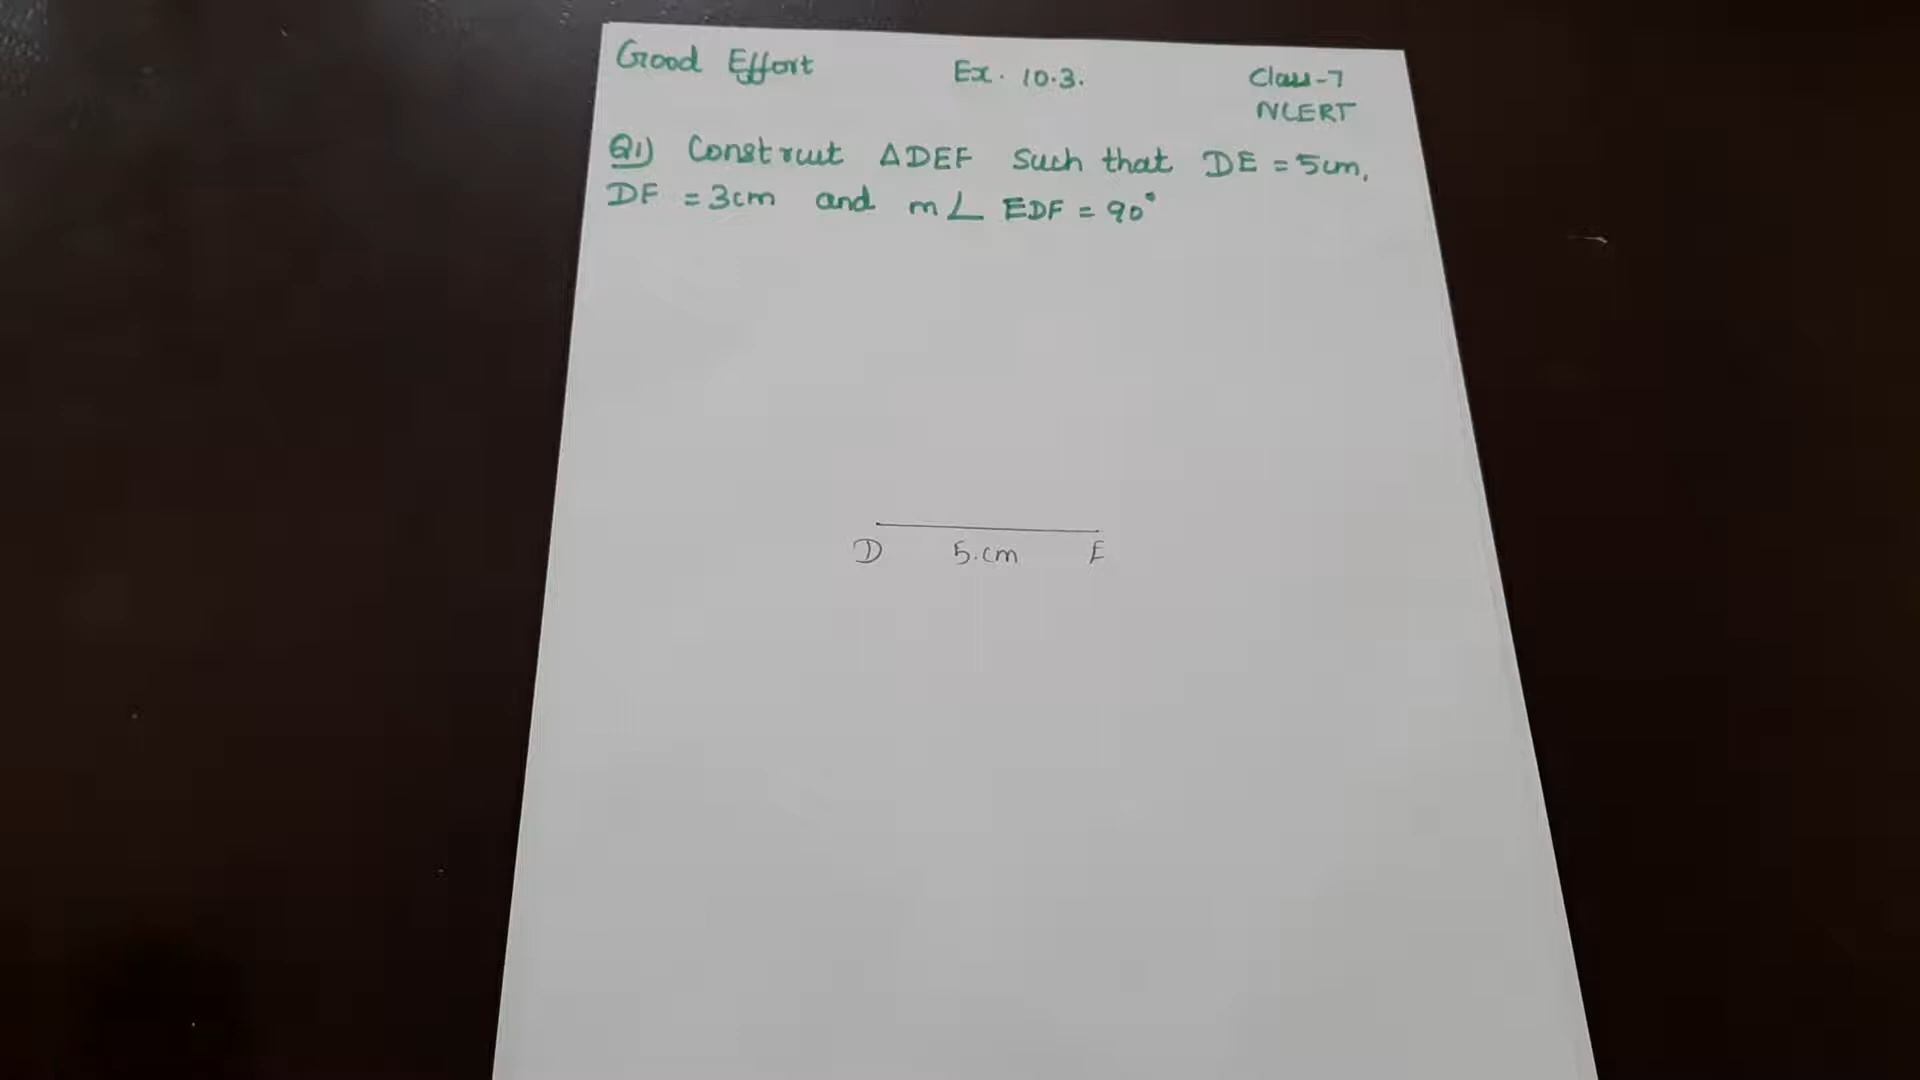 Good Effort Ex. 10.3. Class-7
NCERT
Q1) Construct △DEF Such that DE = 5cm,
DF = 3cm and m∠ EDF = 90°
D 5.cm E